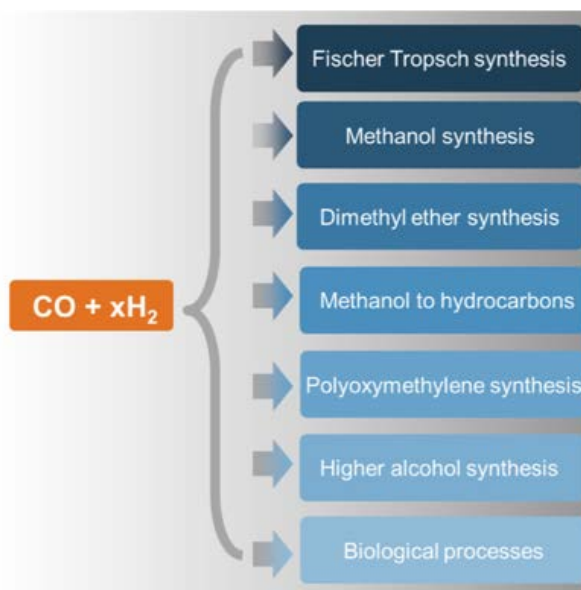 Fischer Tropsch synthesis
Methanol synthesis
Dimethyl ether synthesis
CO + xH₂
Methanol to hydrocarbons
Polyoxymethylene synthesis
Higher alcohol synthesis
Biological processes